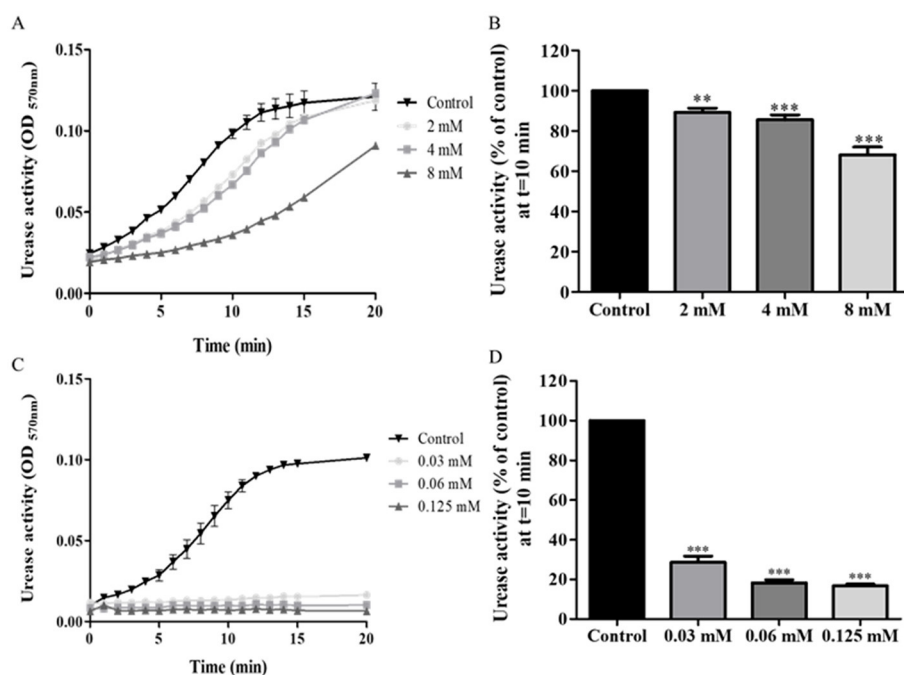 A
Urease activity (OD 570nm)
0.15
0.10
0.05
0.00
0 5 10 15 20
Time (min)
Control
2 mM
4 mM
8 mM
B
Urease activity (% of control)
at t=10 min
120
100
80
60
40
20
0
** *** ***
Control 2 mM 4 mM 8 mM
C
Urease activity (OD 570nm)
0.15
0.10
0.05
0.00
0 5 10 15 20
Time (min)
Control
0.03 mM
0.06 mM
0.125 mM
D
Urease activity (% of control)
at t=10 min
120
100
80
60
40
20
0
*** *** ***
Control 0.03 mM 0.06 mM 0.125 mM